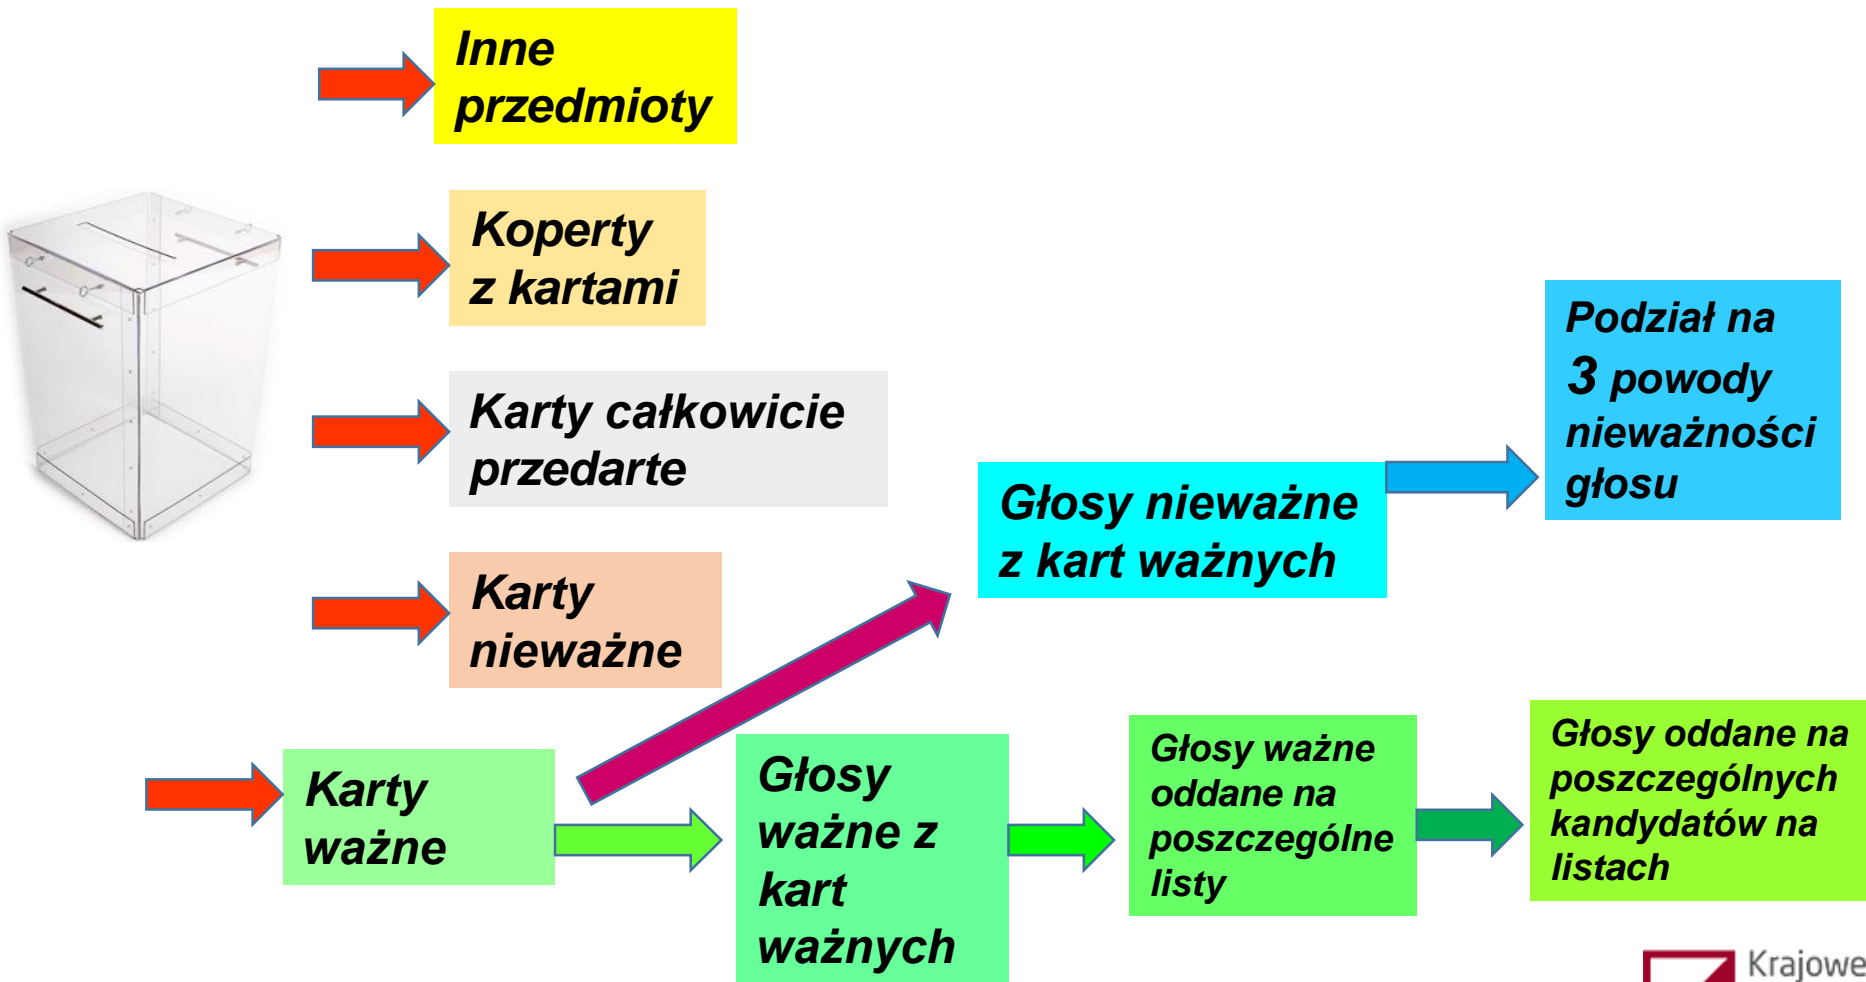 Inne
przedmioty
Koperty
z kartami
Karty całkowicie
przedarte
Karty
nieważne
Głosy nieważne
z kart ważnych
Podział na
3 powody
nieważności
głosu
Karty
ważne
Głosy
ważne z
kart
ważnych
Głosy ważne
oddane na
poszczególne
listy
Głosy oddane na
poszczególnych
kandydatów na
listach
Krajowe